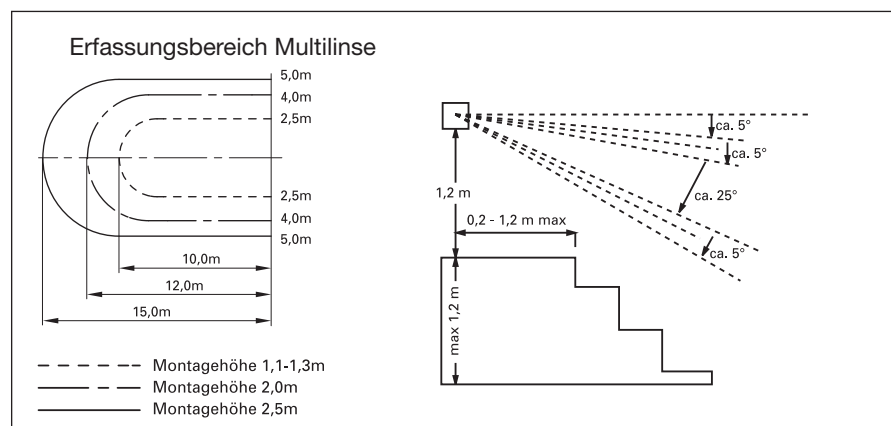 Erfassungsbereich Multilinse
5,0m
4,0m
2,5m
2,5m
4,0m
5,0m
10,0m
12,0m
15,0m
Montagehöhe 1,1-1,3m
Montagehöhe 2,0m
Montagehöhe 2,5m
ca. 5°
ca. 5°
ca. 25°
ca. 5°
1,2 m
0,2 - 1,2 m max
max 1,2 m